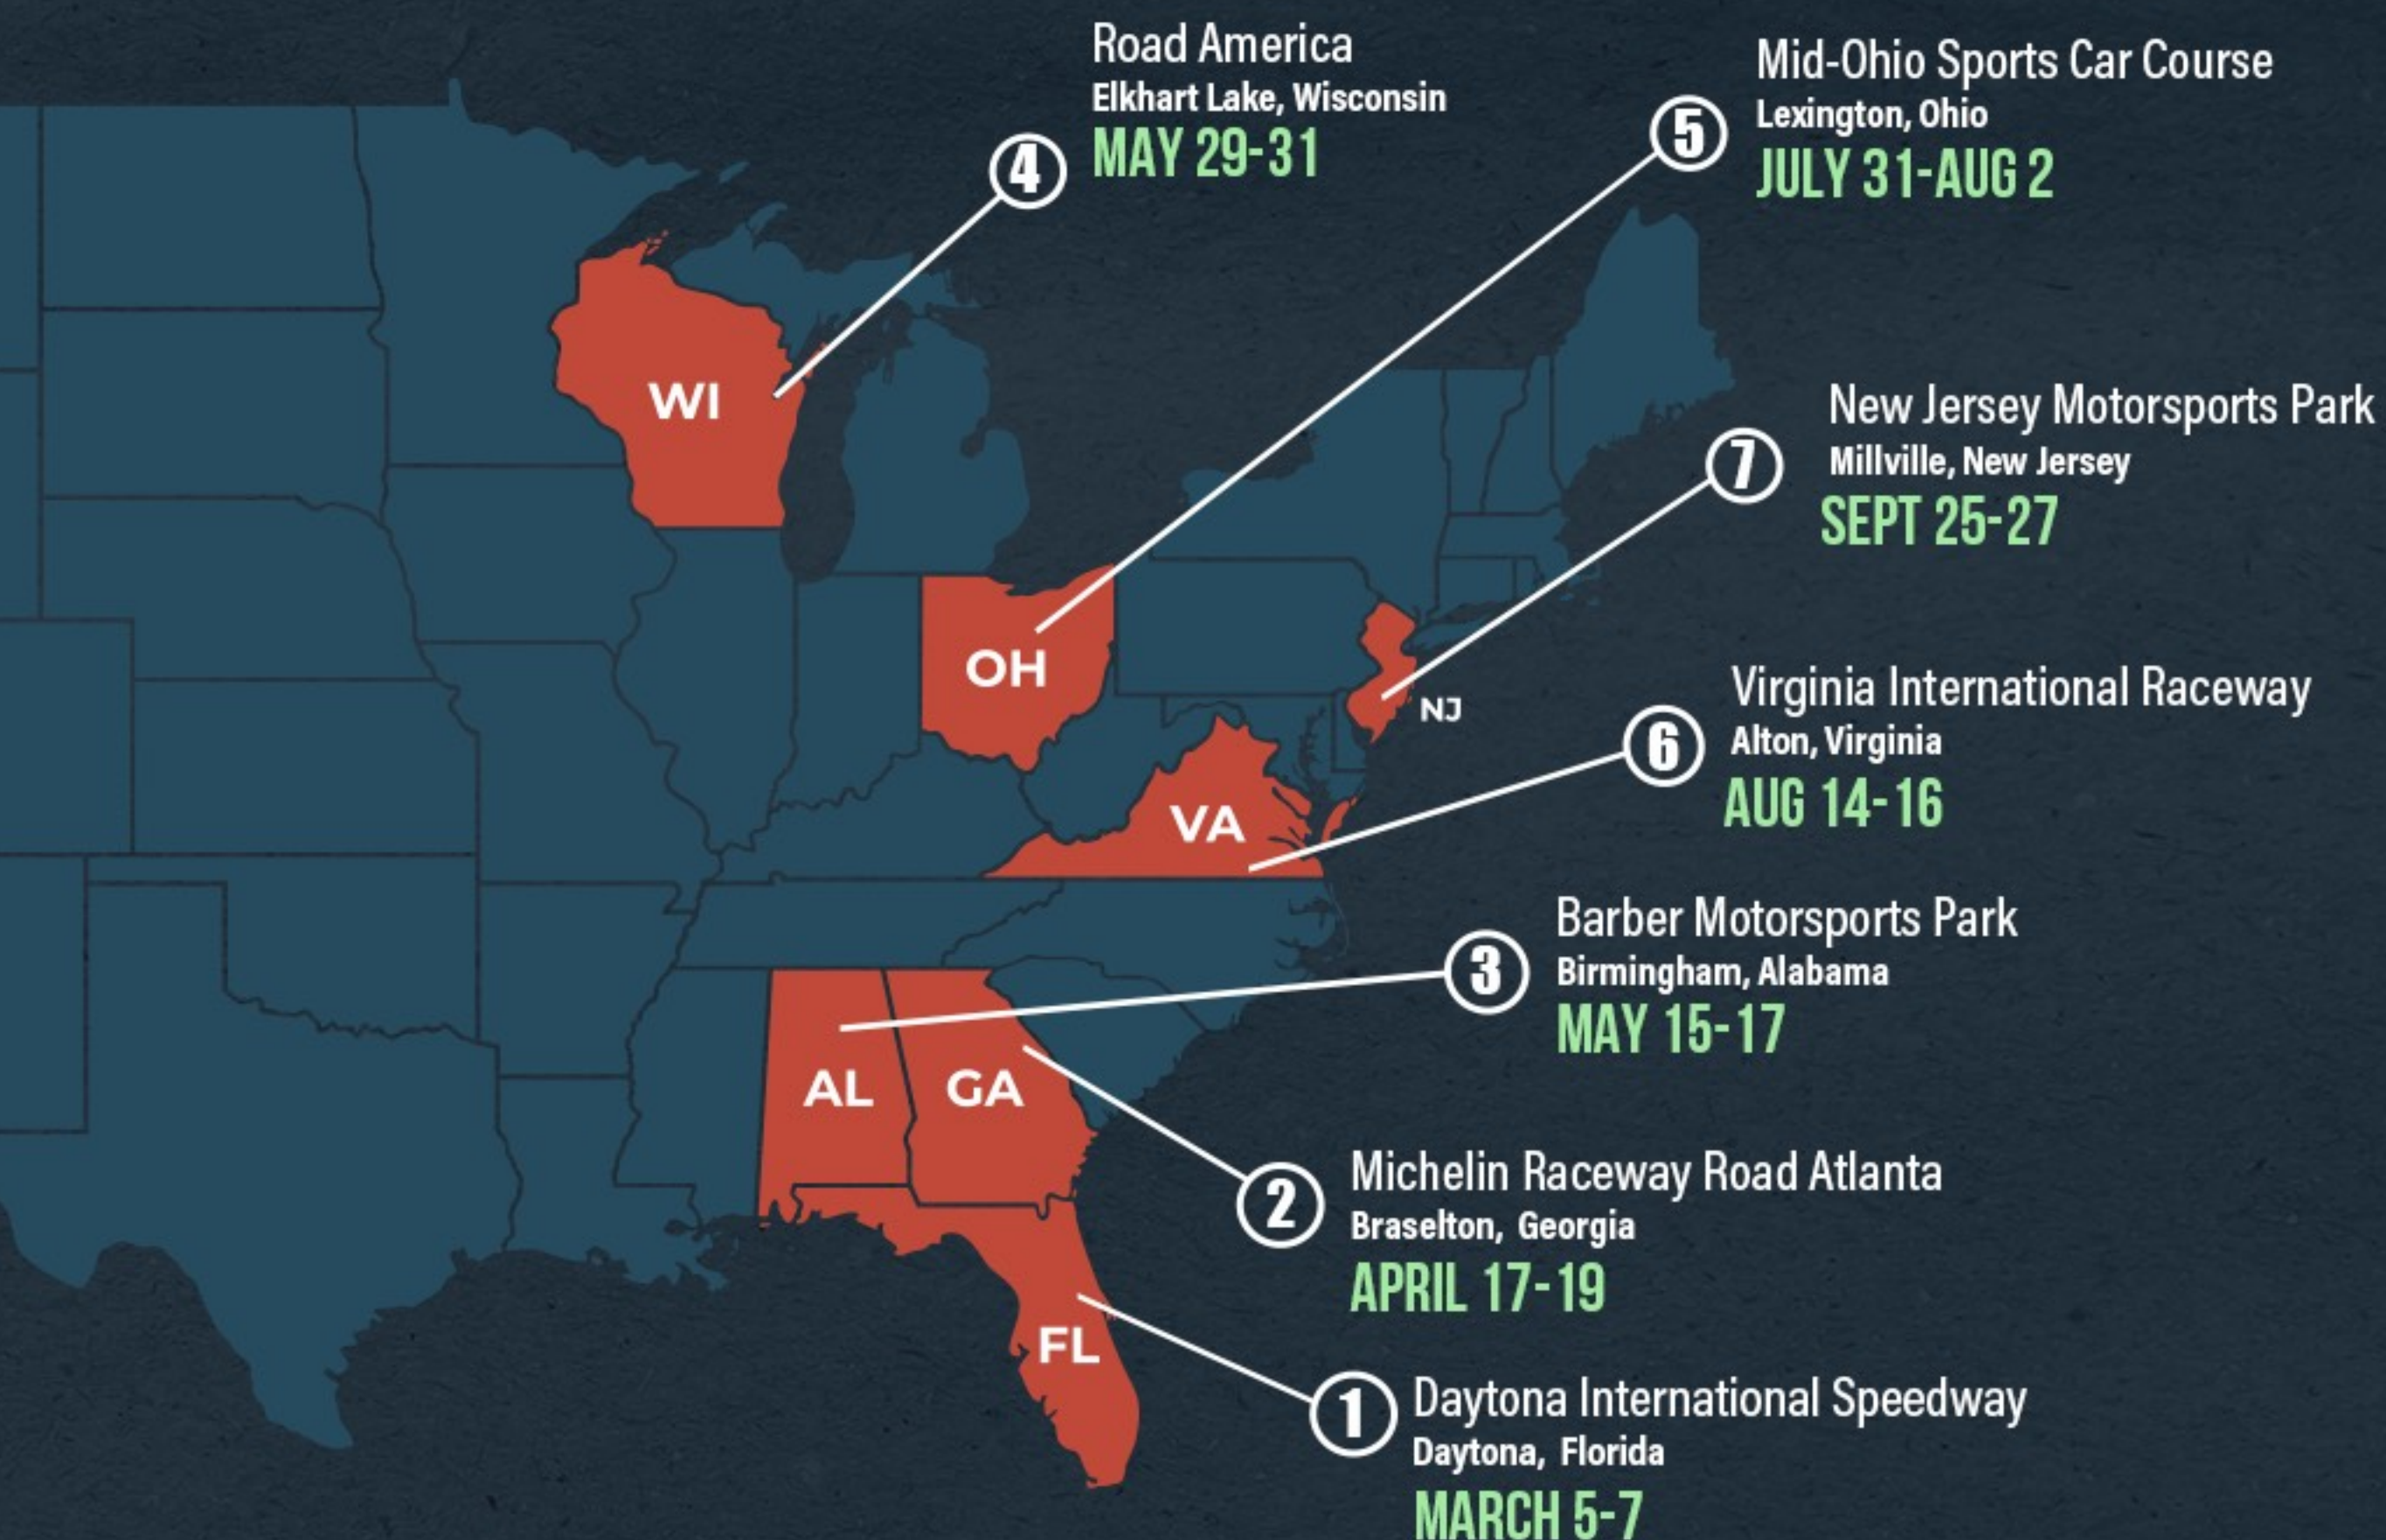 Road America
Elkhart Lake, Wisconsin
MAY 29-31
4
Mid-Ohio Sports Car Course
Lexington, Ohio
JULY 31-AUG 2
5
WI
New Jersey Motorsports Park
Millville, New Jersey
SEPT 25-27
7
OH
NJ
Virginia International Raceway
Alton, Virginia
AUG 14-16
6
VA
Barber Motorsports Park
Birmingham, Alabama
MAY 15-17
3
AL
GA
Michelin Raceway Road Atlanta
Braselton, Georgia
APRIL 17-19
2
FL
Daytona International Speedway
Daytona, Florida
MARCH 5-7
1